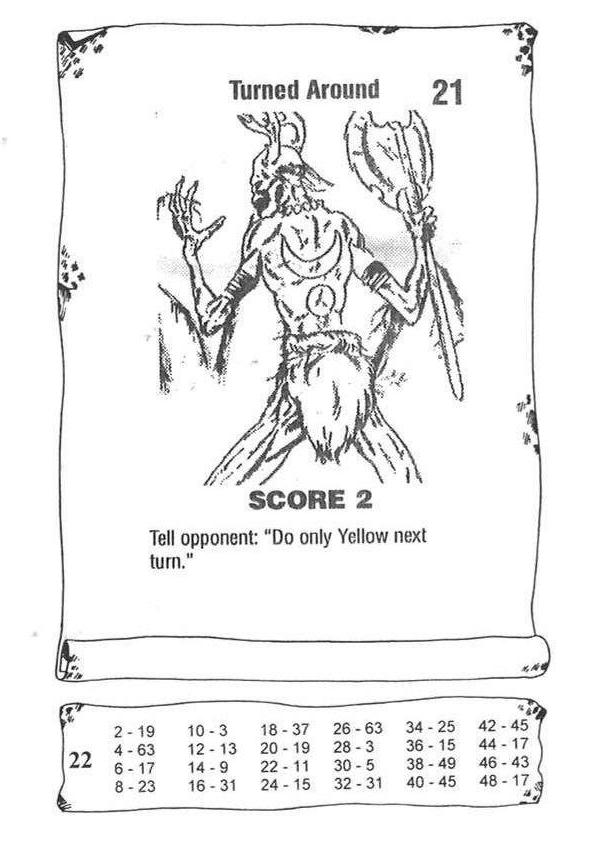 Turned Around 21
SCORE 2
Tell opponent: "Do only Yellow next
turn."
22
2 - 19 10 - 3 18 - 37 26 - 63 34 - 25 42 - 45
4 - 63 12 - 13 20 - 19 28 - 3 36 - 15 44 - 17
6 - 17 14 - 9 22 - 11 30 - 5 38 - 49 46 - 43
8 - 23 16 - 31 24 - 15 32 - 31 40 - 45 48 - 17